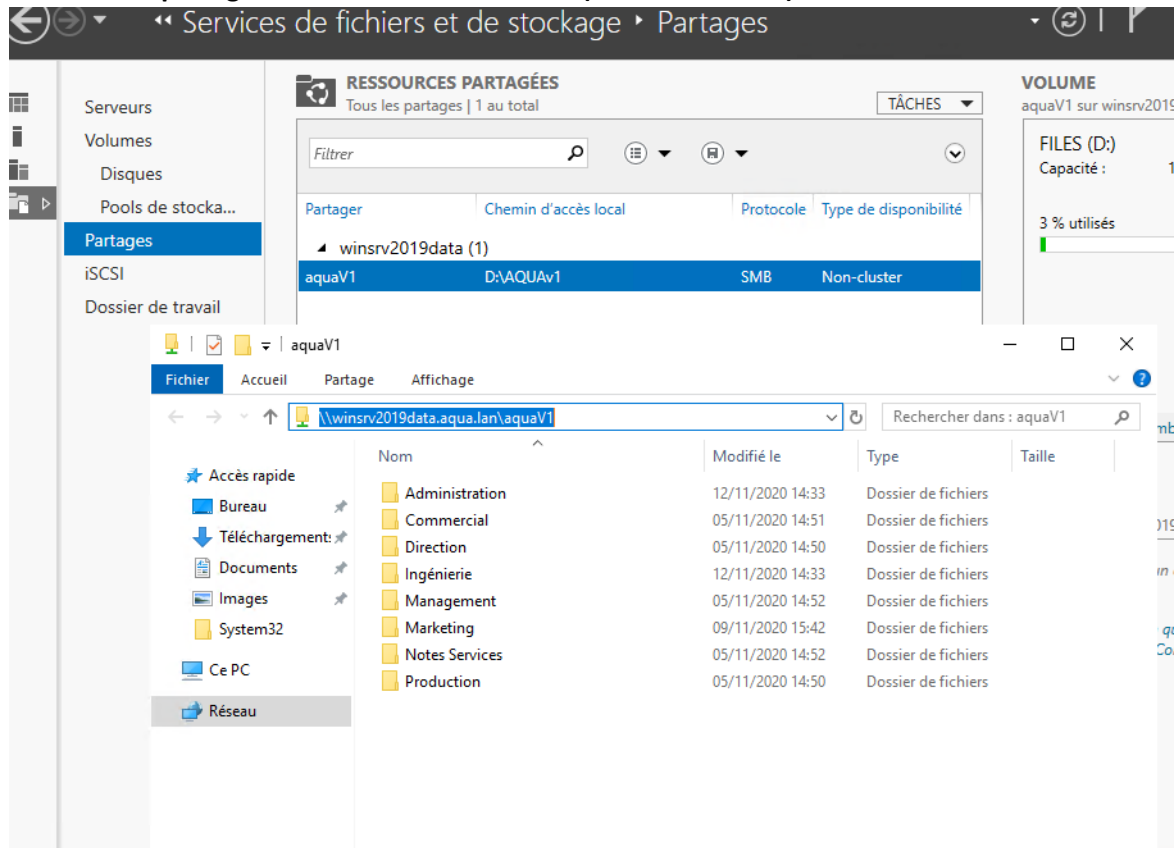 Services de fichiers et de stockage ‣ Partages
Serveurs
Volumes
Disques
Pools de stocka...
Partages
iSCSI
Dossier de travail
RESSOURCES PARTAGÉES
Tous les partages | 1 au total
TÂCHES
Filtrer
Partager Chemin d'accès local Protocole Type de disponibilité
winsrv2019data (1)
aquaV1 D:\AQUAv1 SMB Non-cluster
VOLUME
aquaV1 sur winsrv2019
FILES (D:)
Capacité : 1
3 % utilisés
aquaV1
Fichier Accueil Partage Affichage
\\winsrv2019data.aqua.lan\aquaV1
Rechercher dans : aquaV1
Accès rapide
Bureau
Téléchargements
Documents
Images
System32
Ce PC
Réseau
Nom Modifié le Type Taille
Administration 12/11/2020 14:33 Dossier de fichiers
Commercial 05/11/2020 14:51 Dossier de fichiers
Direction 05/11/2020 14:50 Dossier de fichiers
Ingénierie 12/11/2020 14:33 Dossier de fichiers
Management 05/11/2020 14:52 Dossier de fichiers
Marketing 09/11/2020 15:42 Dossier de fichiers
Notes Services 05/11/2020 14:52 Dossier de fichiers
Production 05/11/2020 14:50 Dossier de fichiers